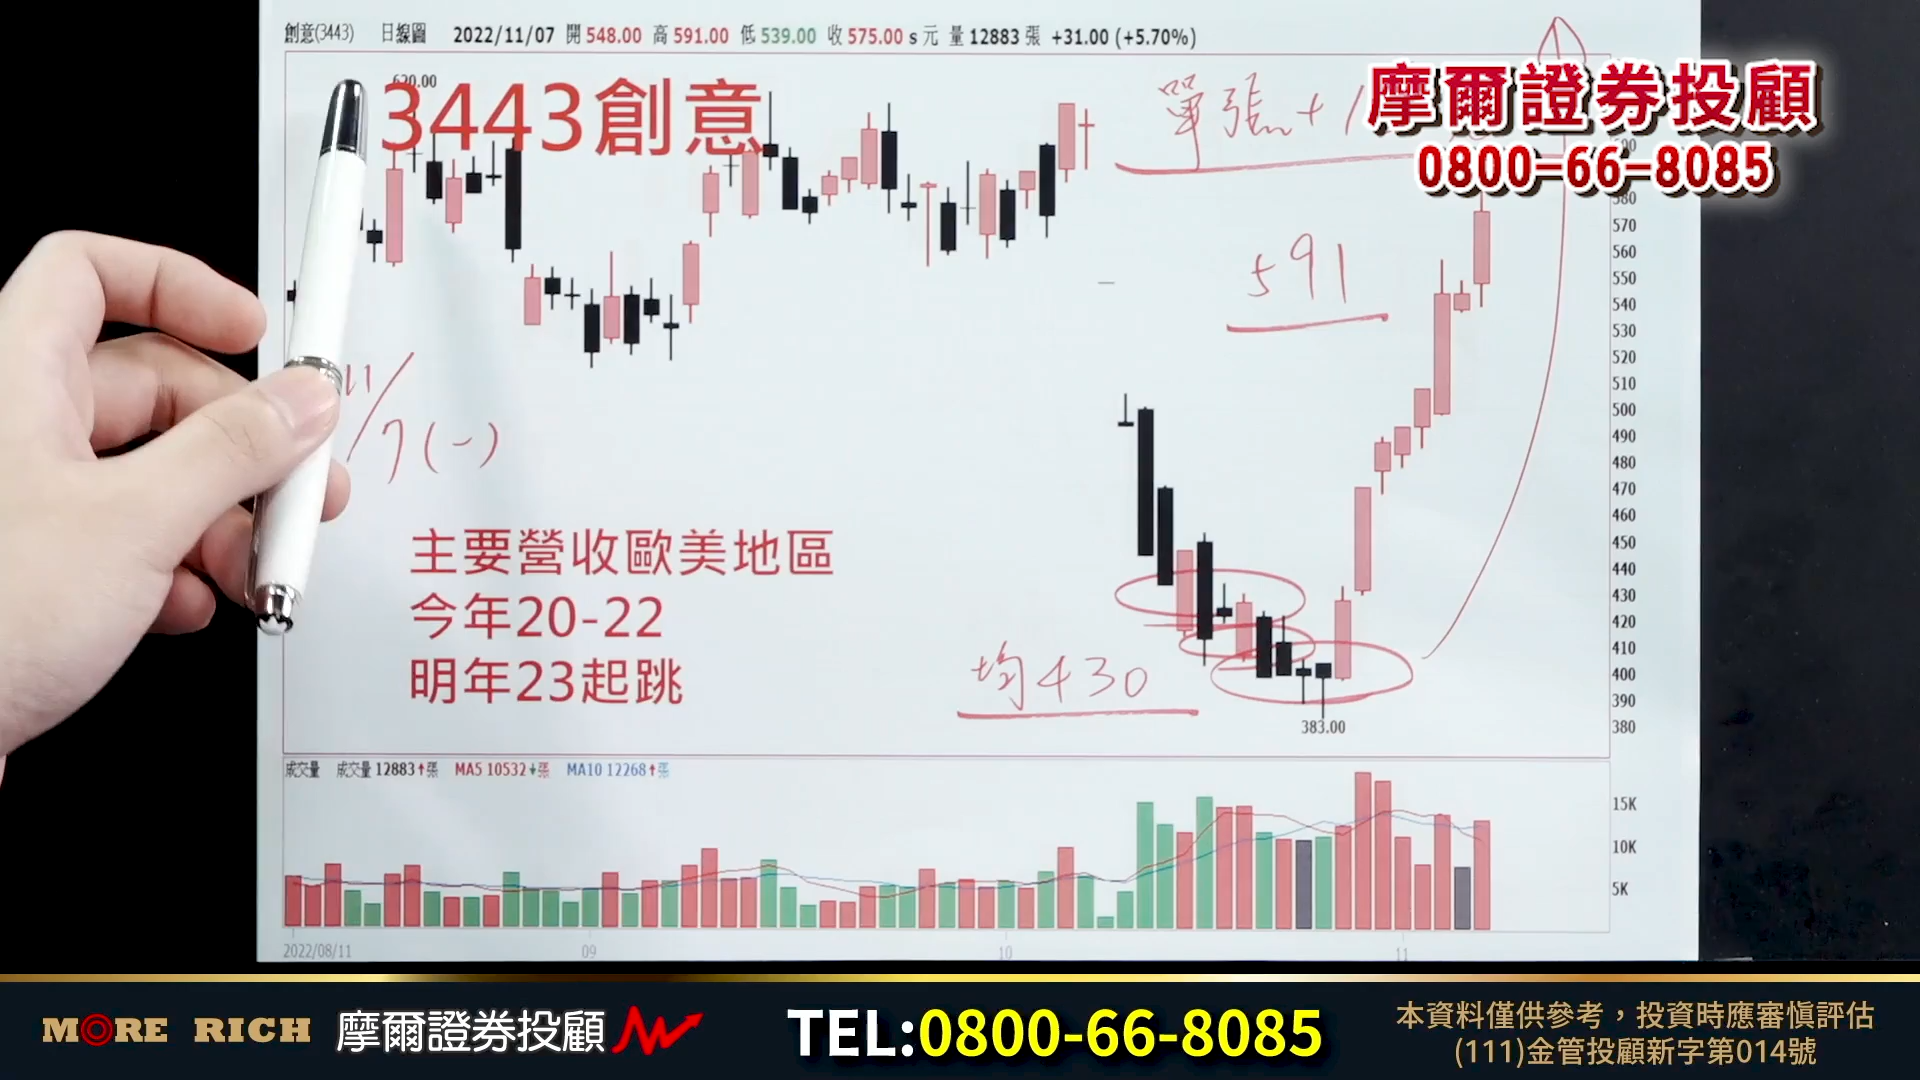 創意(3443) 日線圖 2022/11/07 開 548.00 高 591.00 低 539.00 收 575.00 s 元 量 12883 張 +31.00 (+5.70%)
3443創意
單張+1
摩爾證券投顧
0800-66-8085
591
11/7(一)
主要營收歐美地區
今年20-22
明年23起跳
均430
383.00
580
570
560
550
540
530
520
510
500
490
480
470
460
450
440
430
420
410
400
390
380
成交量 成交量 12883↑張 MA5 10532↓張 MA10 12268↑張
15K
10K
5K
2022/08/11 09 10 11
MORE RICH 摩爾證券投顧 TEL:0800-66-8085
本資料僅供參考，投資時應審慎評估
(111)金管投顧新字第014號